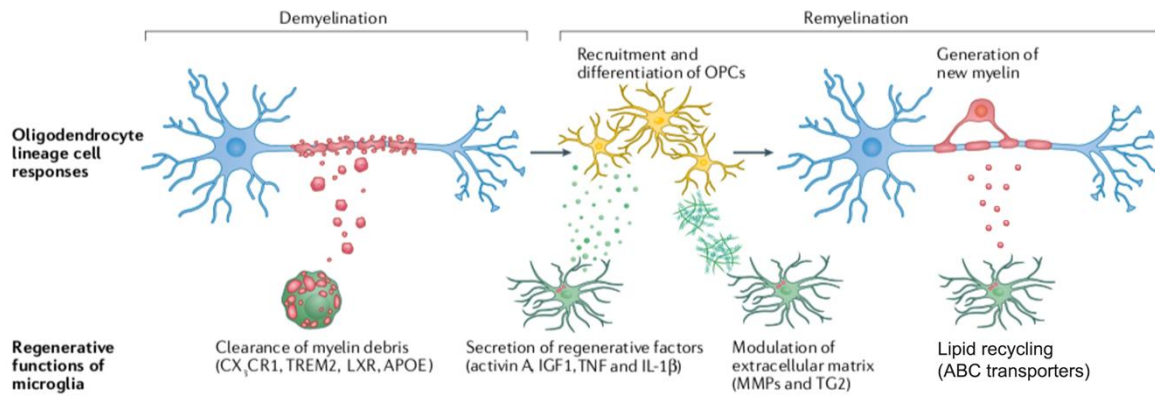 Demyelination
Remyelination
Recruitment and
differentiation of OPCs
Generation of
new myelin
Oligodendrocyte
lineage cell
responses
Regenerative
functions of
microglia
Clearance of myelin debris
(CX₃CR1, TREM2, LXR, APOE)
Secretion of regenerative factors
(activin A, IGF1, TNF and IL-1β)
Modulation of
extracellular matrix
(MMPs and TG2)
Lipid recycling
(ABC transporters)